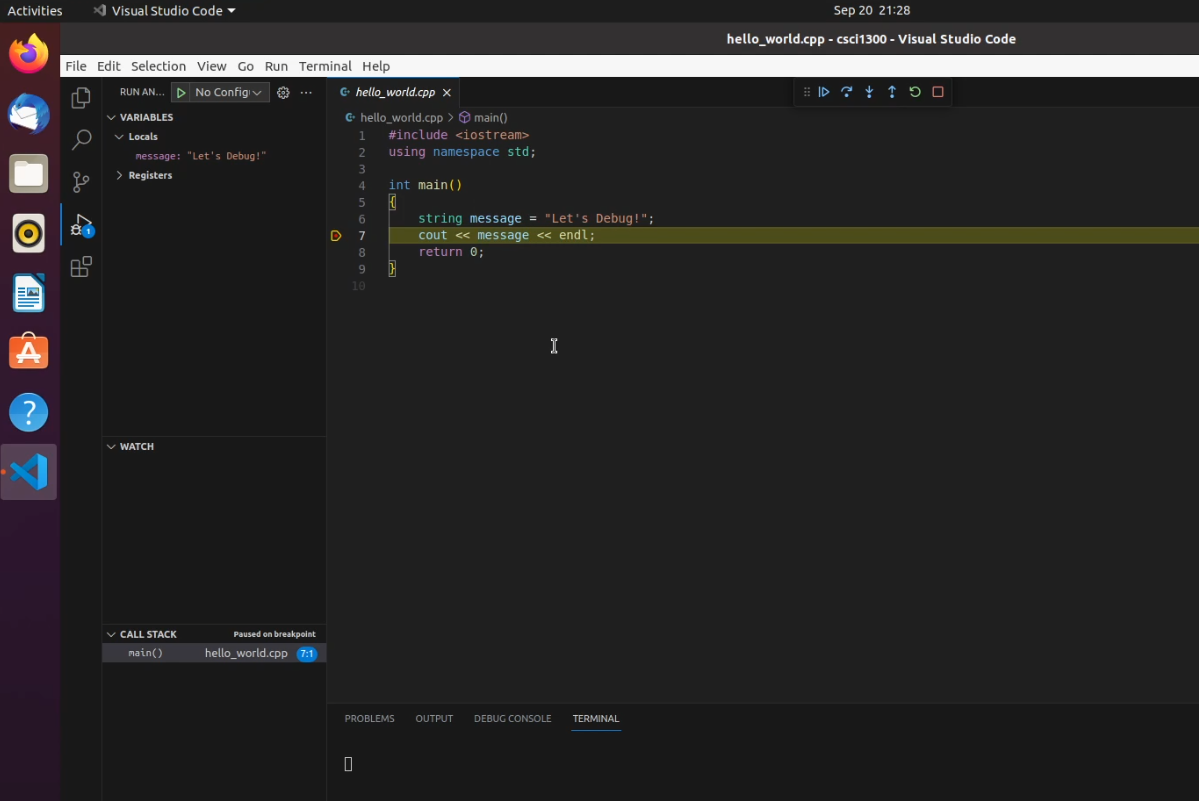 Activities Visual Studio Code Sep 20 21:28
hello_world.cpp - csci1300 - Visual Studio Code
File Edit Selection View Go Run Terminal Help
RUN AN... No Config
hello_world.cpp
VARIABLES
Locals
message: "Let's Debug!"
Registers
WATCH
CALL STACK Paused on breakpoint
main() hello_world.cpp 7:1
1
hello_world.cpp > main()
1 #include <iostream>
2 using namespace std;
3
4 int main()
5 {
6 string message = "Let's Debug!";
7 cout << message << endl;
8 return 0;
9 }
10
PROBLEMS OUTPUT DEBUG CONSOLE TERMINAL